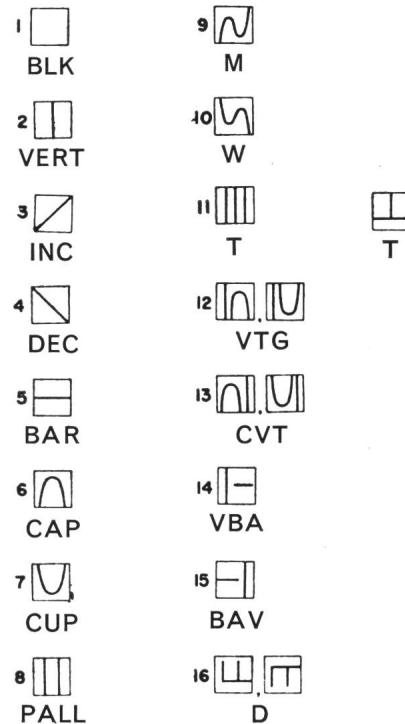 1
BLK
2
VERT
3
INC
4
DEC
5
BAR
6
CAP
7
CUP
8
PALL
9
M
10
W
11
T
T
12 ,
VTG
13 ,
CVT
14
VBA
15
BAV
16 ,
D